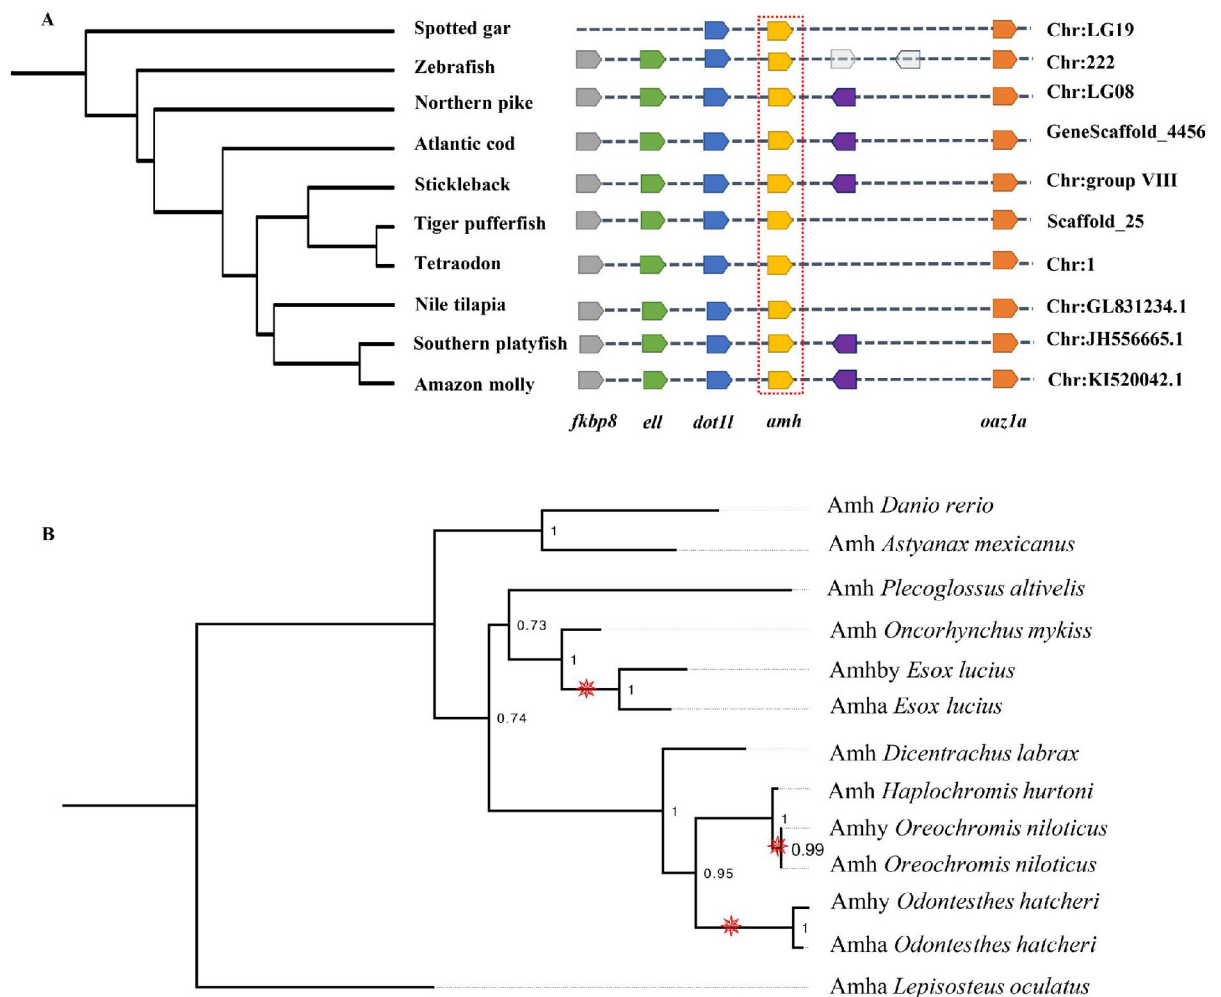 A
Spotted gar Chr:LG19
Zebrafish Chr:222
Northern pike Chr:LG08
Atlantic cod GeneScaffold_4456
Stickleback Chr:group VIII
Tiger pufferfish Scaffold_25
Tetraodon Chr:1
Nile tilapia Chr:GL831234.1
Southern platyfish Chr:JH556665.1
Amazon molly Chr:KI520042.1
fkbp8 ell dot1l amh oaz1a
B
Amh Danio rerio
1
Amh Astyanax mexicanus
Amh Plecoglossus altivelis
0.73
Amh Oncorhynchus mykiss
1
Amhby Esox lucius
1
Amha Esox lucius
0.74
Amh Dicentrachus labrax
Amh Haplochromis hurtoni
1
1
Amhy Oreochromis niloticus
0.99
Amh Oreochromis niloticus
0.95
Amhy Odontesthes hatcheri
1
Amha Odontesthes hatcheri
Amha Lepisosteus oculatus